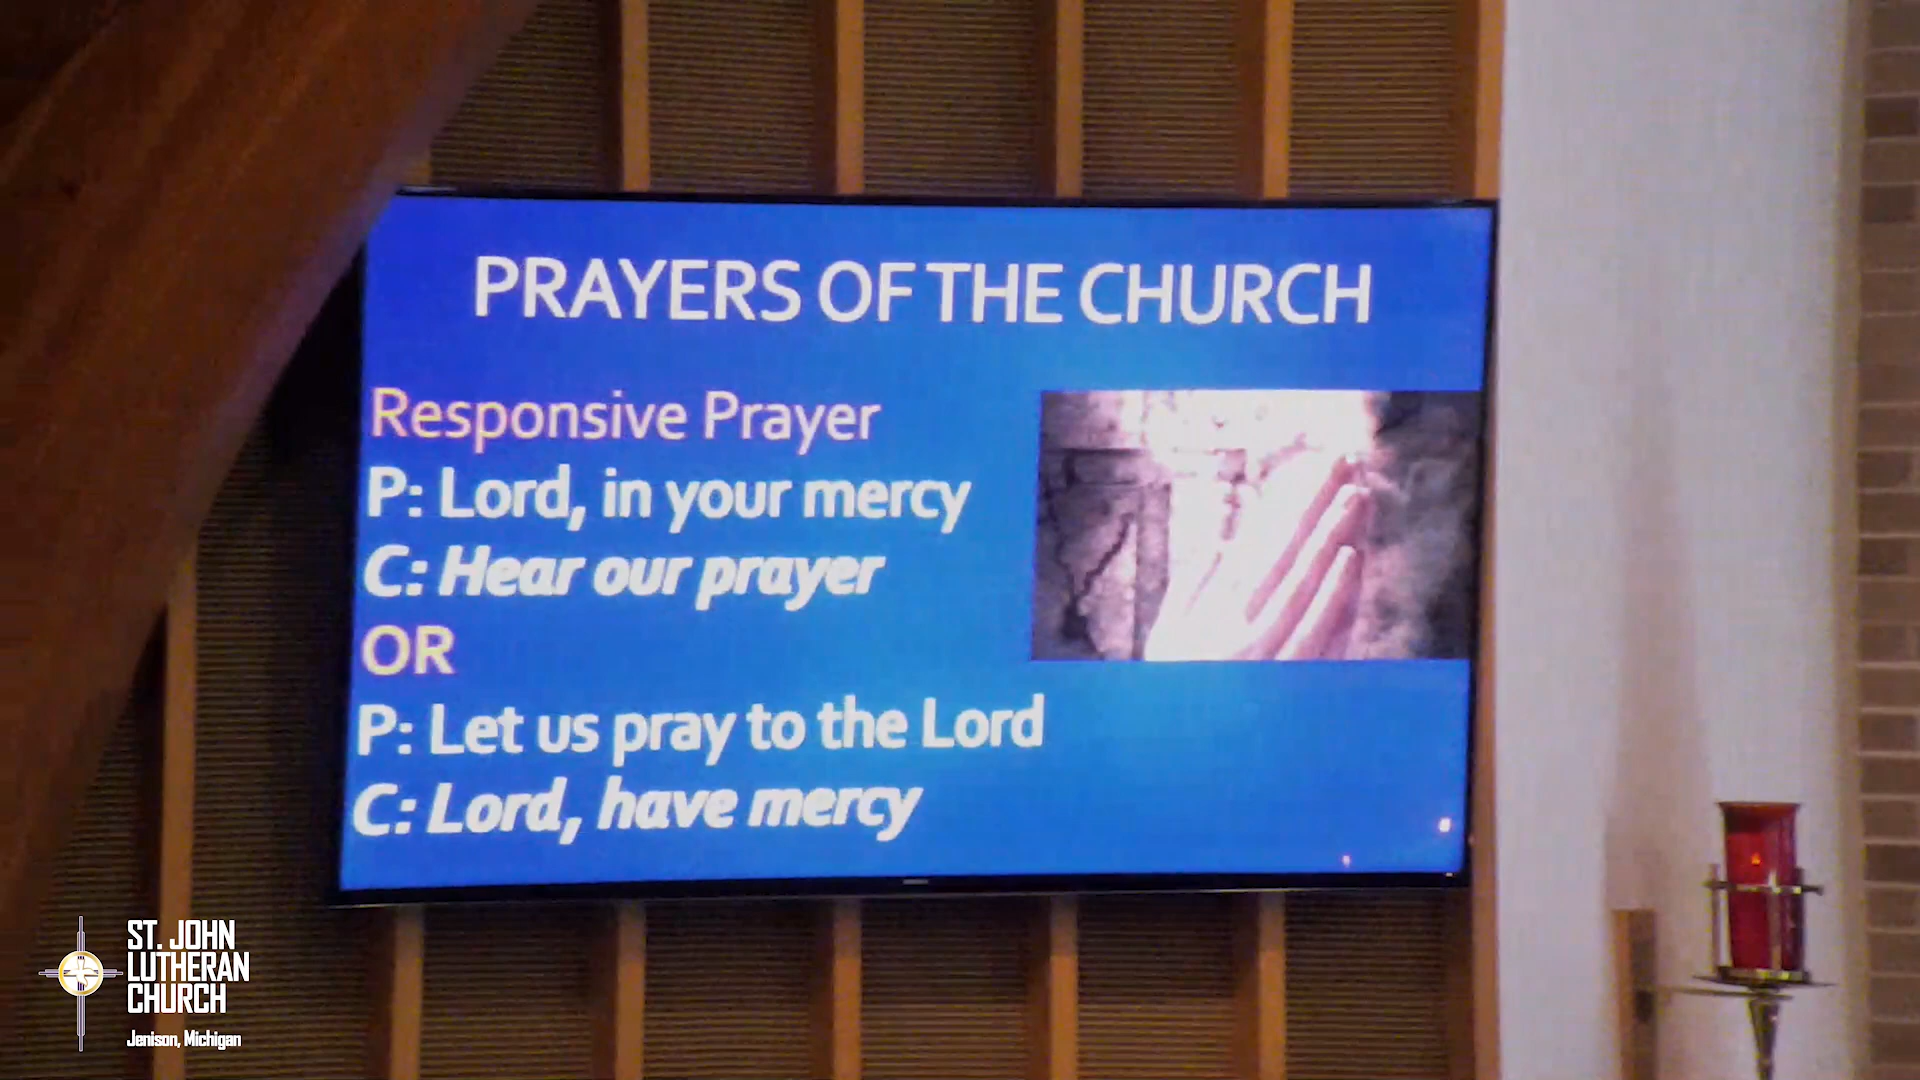 PRAYERS OF THE CHURCH
Responsive Prayer
P: Lord, in your mercy
C: Hear our prayer
OR
P: Let us pray to the Lord
C: Lord, have mercy
ST. JOHN
LUTHERAN
CHURCH
Jenison, Michigan